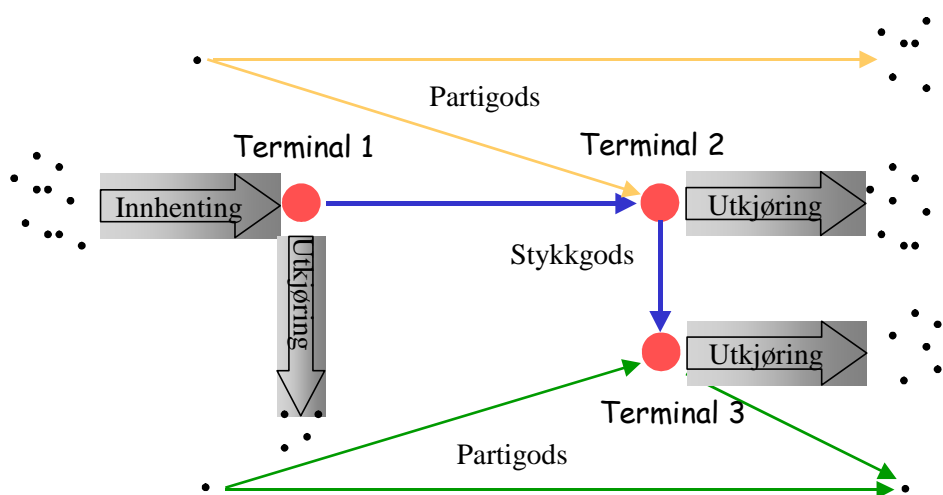 Partigods
Terminal 1
Terminal 2
Innhenting
Utkjøring
Utkjøring
Stykkgods
Utkjøring
Terminal 3
Partigods